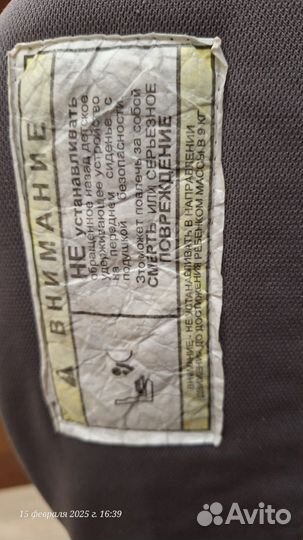 ВНИМАНИЕ
НЕ устанавливать
обращенное назад детское
удерживающее устройство
на переднем сиденье с
подушкой безопасности
Это может повлечь за собой
СМЕРТЬ ИЛИ СЕРЬЕЗНОЕ
ПОВРЕЖДЕНИЕ
ВНИМАНИЕ - НЕ УСТАНАВЛИВАТЬ В НАПРАВЛЕНИИ
ДВИЖЕНИЯ ДО ДОСТИЖЕНИЯ РЕБЕНКОМ МАССЫ В 9 КГ
15 февраля 2025 г. 16:39
Avito